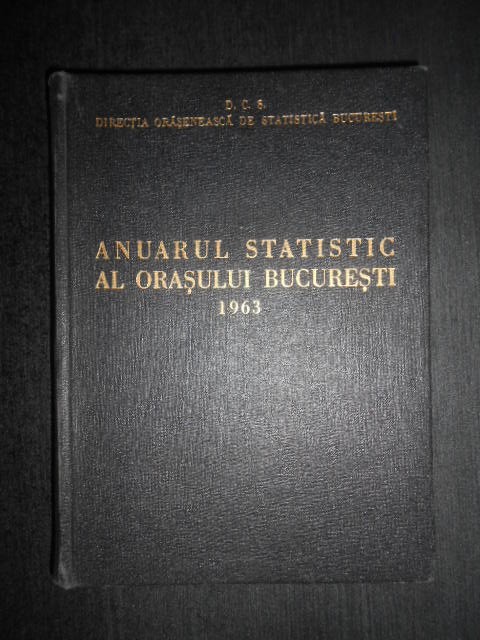 D. C. S.
DIRECȚIA ORĂȘENEASCĂ DE STATISTICĂ BUCUREȘTI
ANUARUL STATISTIC
AL ORAȘULUI BUCUREȘTI
1963